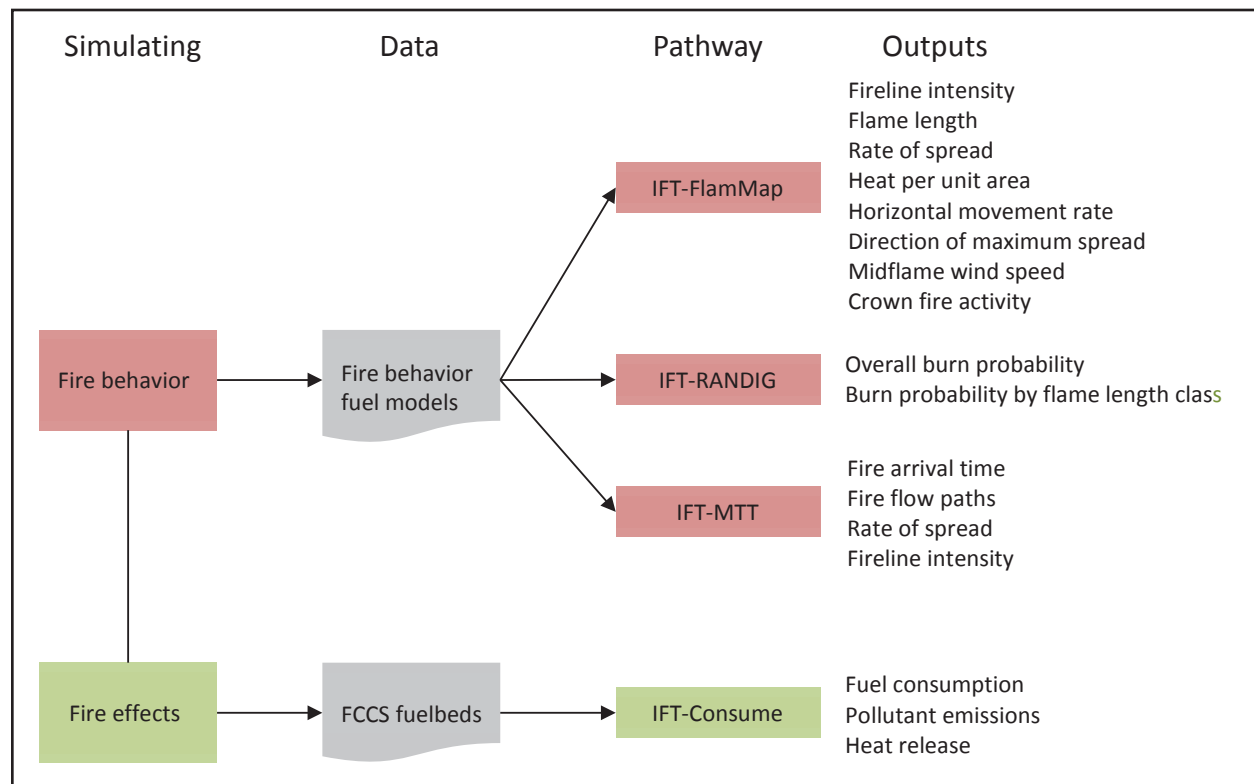 Simulating
Data
Pathway
Outputs
Fire behavior
Fire behavior
fuel models
IFT-FlamMap
Fireline intensity
Flame length
Rate of spread
Heat per unit area
Horizontal movement rate
Direction of maximum spread
Midflame wind speed
Crown fire activity
IFT-RANDIG
Overall burn probability
Burn probability by flame length class
IFT-MTT
Fire arrival time
Fire flow paths
Rate of spread
Fireline intensity
Fire effects
FCCS fuelbeds
IFT-Consume
Fuel consumption
Pollutant emissions
Heat release